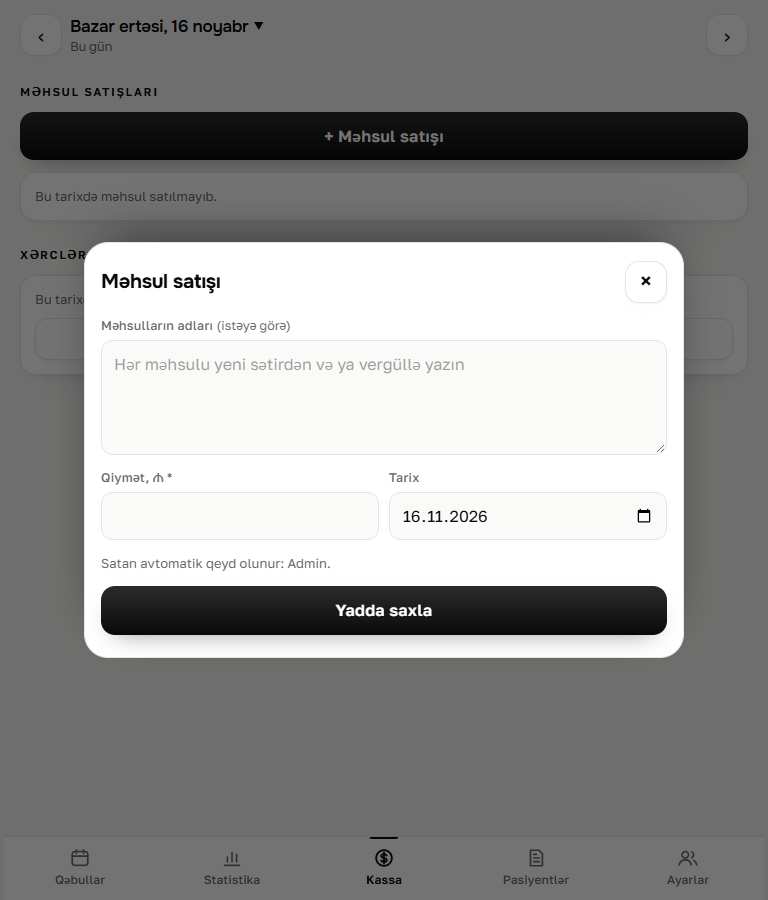 ‹
Bazar ertəsi, 16 noyabr ▼
Bu gün
›
MƏHSUL SATIŞLARI
+ Məhsul satışı
Bu tarixdə məhsul satılmayıb.
XƏRCLƏR
Məhsul satışı
×
Məhsulların adları (istəyə görə)
Hər məhsulu yeni sətirdən və ya vergüllə yazın
Qiymət, ₼ *
Tarix
16.11.2026
Satan avtomatik qeyd olunur: Admin.
Yadda saxla
Qəbullar
Statistika
Kassa
Pasiyentlər
Ayarlar